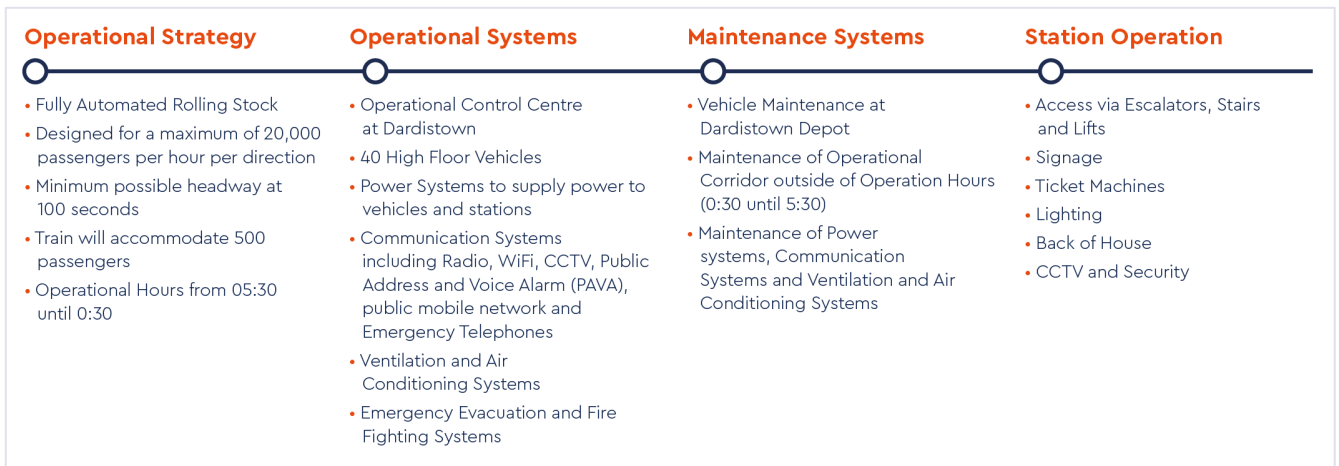 Operational Strategy
• Fully Automated Rolling Stock
• Designed for a maximum of 20,000
passengers per hour per direction
• Minimum possible headway at
100 seconds
• Train will accommodate 500
passengers
• Operational Hours from 05:30
until 0:30
Operational Systems
• Operational Control Centre
at Dardistown
• 40 High Floor Vehicles
• Power Systems to supply power to
vehicles and stations
• Communication Systems
including Radio, WiFi, CCTV, Public
Address and Voice Alarm (PAVA),
public mobile network and
Emergency Telephones
• Ventilation and Air
Conditioning Systems
• Emergency Evacuation and Fire
Fighting Systems
Maintenance Systems
• Vehicle Maintenance at
Dardistown Depot
• Maintenance of Operational
Corridor outside of Operation Hours
(0:30 until 5:30)
• Maintenance of Power
systems, Communication
Systems and Ventilation and Air
Conditioning Systems
Station Operation
• Access via Escalators, Stairs
and Lifts
• Signage
• Ticket Machines
• Lighting
• Back of House
• CCTV and Security